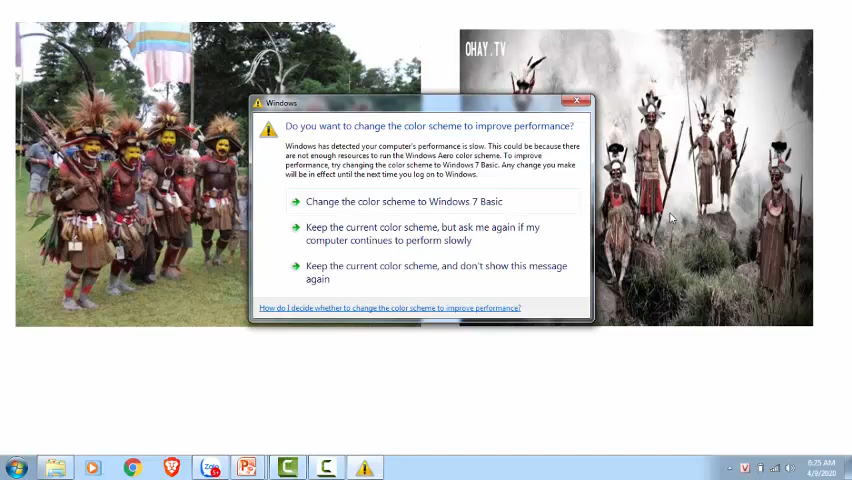 OHAY.TV
Windows
Do you want to change the color scheme to improve performance?
Windows has detected your computer's performance is slow. This could be because there
are not enough resources to run the Windows Aero color scheme. To improve
performance, try changing the color scheme to Windows 7 Basic. Any change you make
will be in effect until the next time you log on to Windows.
Change the color scheme to Windows 7 Basic
Keep the current color scheme, but ask me again if my
computer continues to perform slowly
Keep the current color scheme, and don't show this message
again
How do I decide whether to change the color scheme to improve performance?
Zalo
5+
6:25 AM
4/9/2020